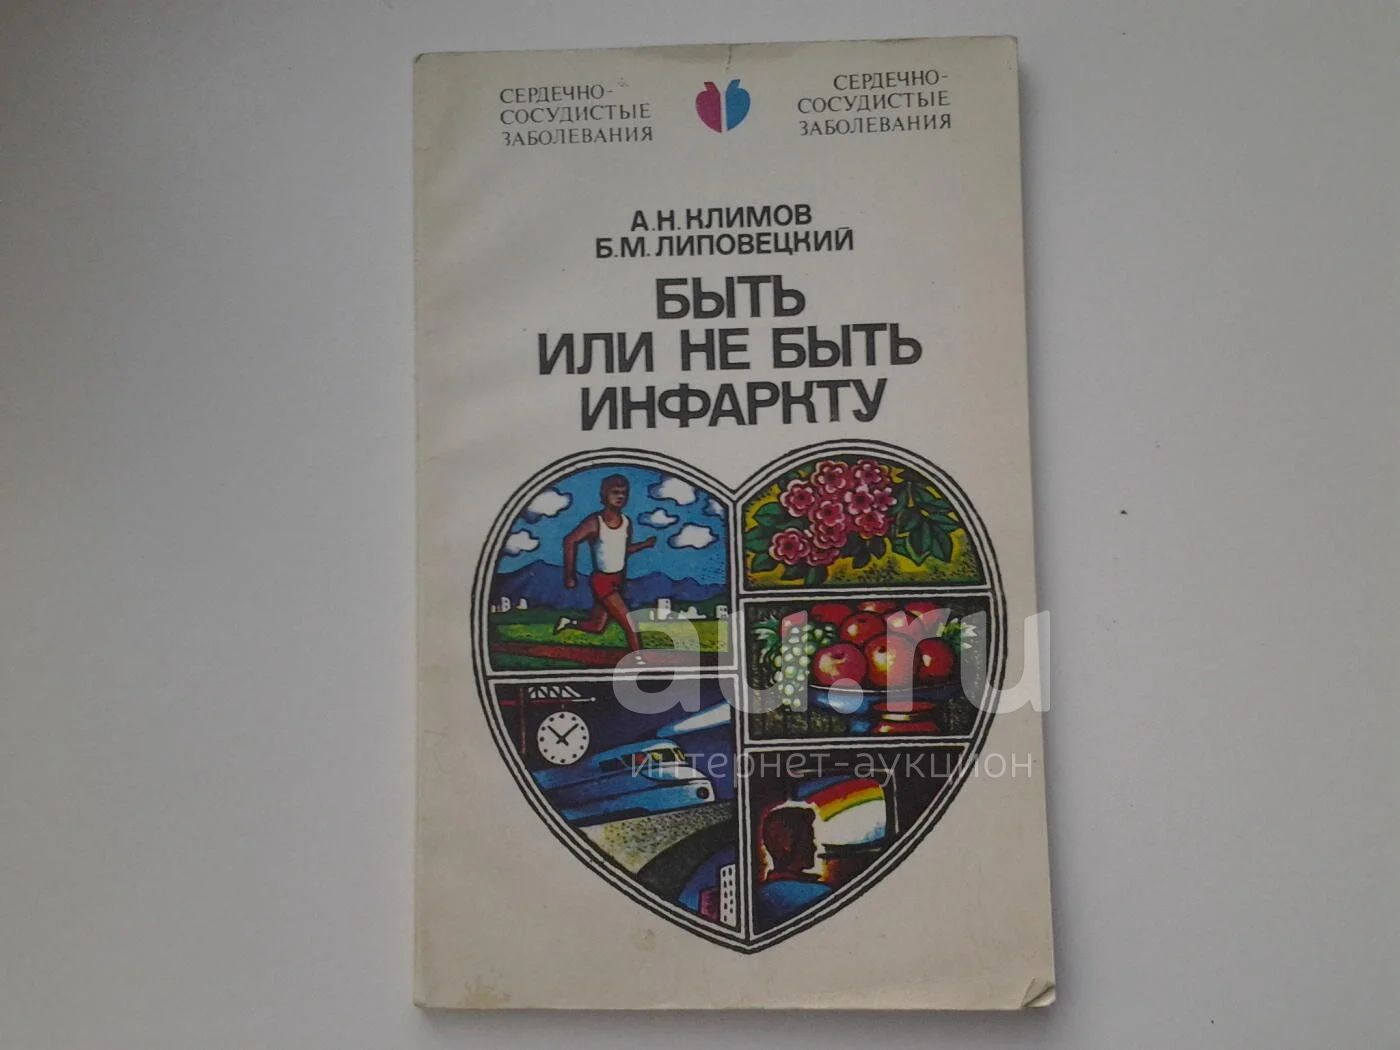 СЕРДЕЧНО-
СОСУДИСТЫЕ
ЗАБОЛЕВАНИЯ
СЕРДЕЧНО-
СОСУДИСТЫЕ
ЗАБОЛЕВАНИЯ
А.Н. КЛИМОВ
Б.М. ЛИПОВЕЦКИЙ
БЫТЬ
ИЛИ НЕ БЫТЬ
ИНФАРКТУ
au.ru
интернет-аукцион